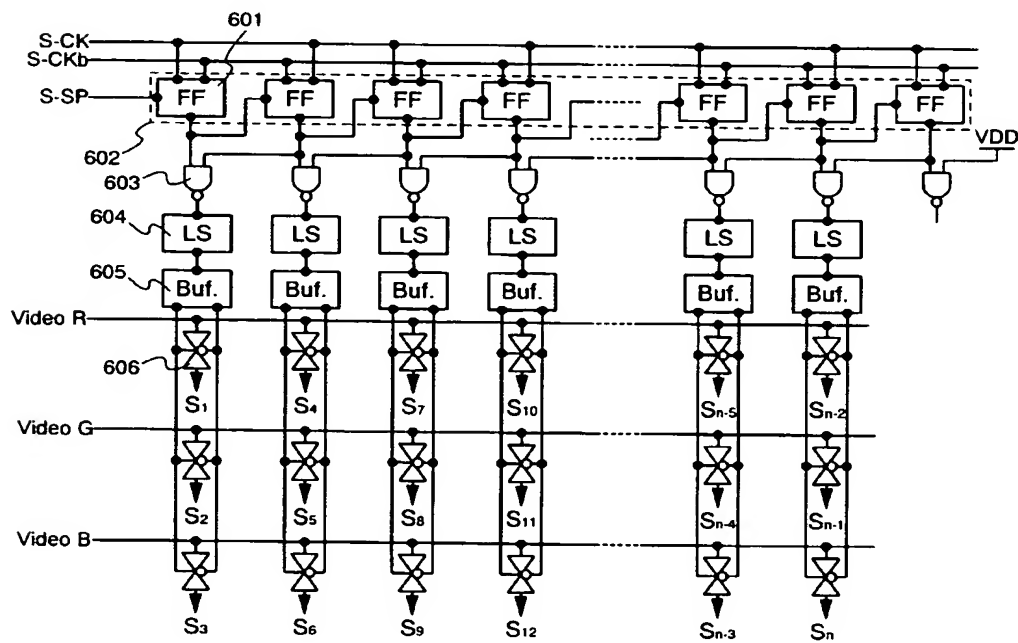 601
S-CK
S-CKb
S-SP FF FF FF FF FF FF FF
602 VDD
603
604 LS LS LS LS LS LS
605 Buf. Buf. Buf. Buf. Buf. Buf.
Video R
606
S1 S4 S7 S10 Sn-5 Sn-2
Video G
S2 S5 S8 S11 Sn-4 Sn-1
Video B
S3 S6 S9 S12 Sn-3 Sn